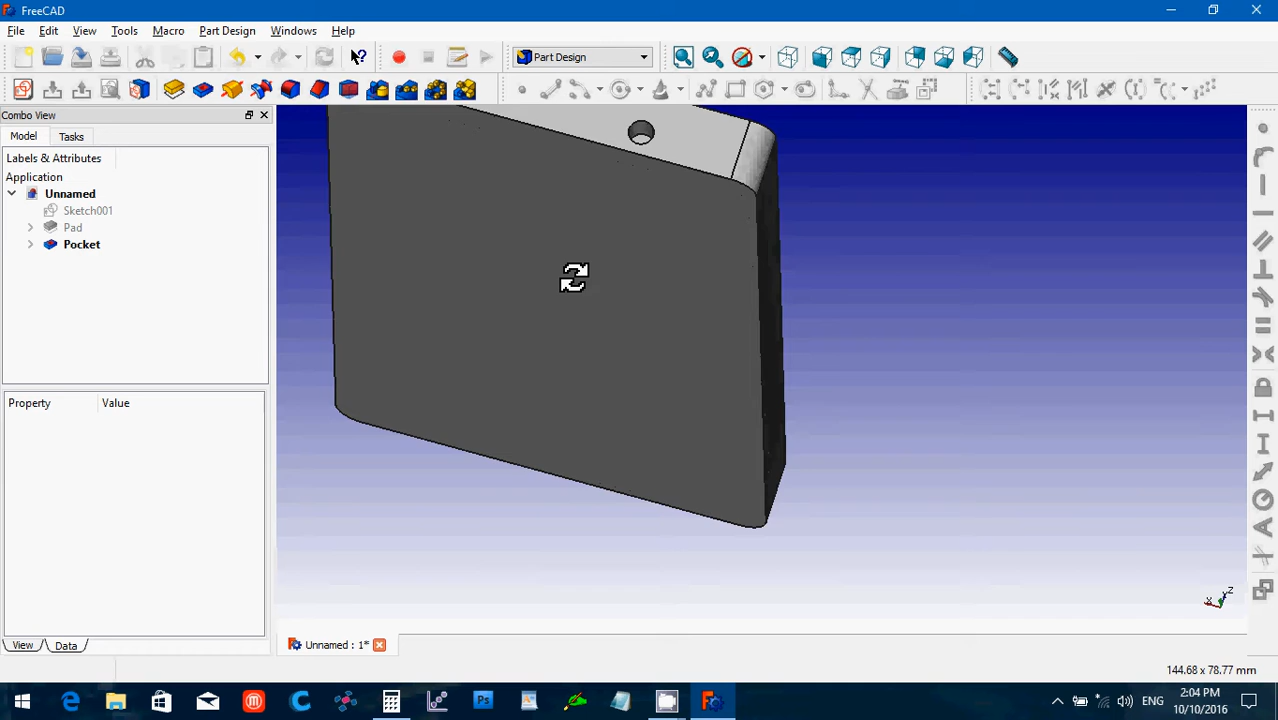 FreeCAD
File Edit View Tools Macro Part Design Windows Help
Part Design
Combo View
Model Tasks
Labels & Attributes
Application
Unnamed
Sketch001
Pad
Pocket
Property Value
View Data
Unnamed : 1*
X Z
144.68 x 78.77 mm
Ps
ENG
2:04 PM
10/10/2016